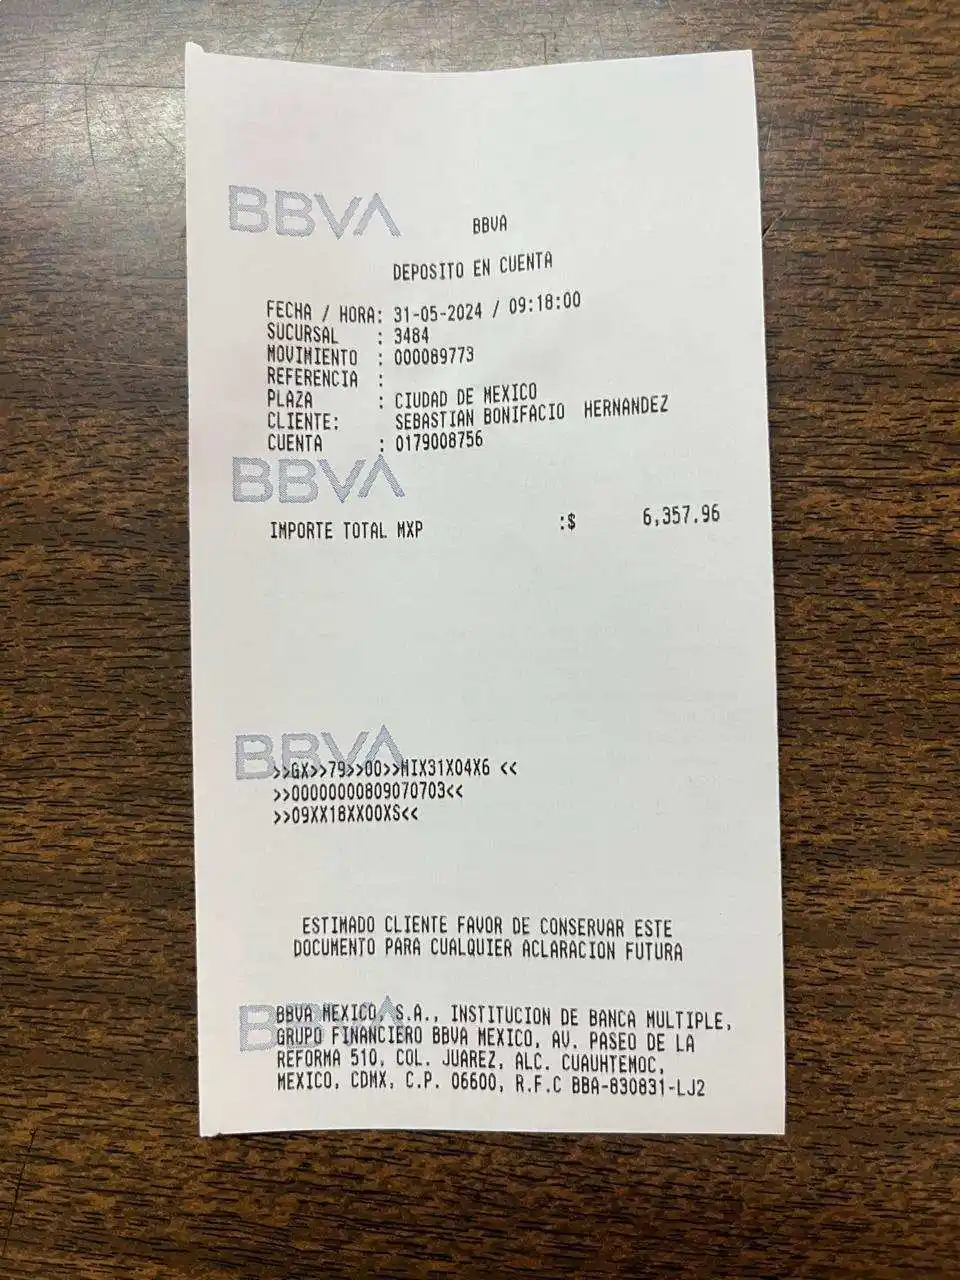 BBVA
BBVA
DEPOSITO EN CUENTA
FECHA / HORA: 31-05-2024 / 09:18:00
SUCURSAL : 3484
MOVIMIENTO : 000089773
REFERENCIA :
PLAZA : CIUDAD DE MEXICO
CLIENTE: SEBASTIAN BONIFACIO HERNANDEZ
CUENTA : 0179008756
BBVA
IMPORTE TOTAL MXP :$ 6,357.96
BBVA
>>GX>>79>>00>>MIX31X04X6 <<
>>00000000809070703<<
>>09XX18XX00XS<<
ESTIMADO CLIENTE FAVOR DE CONSERVAR ESTE
DOCUMENTO PARA CUALQUIER ACLARACION FUTURA
BBVA
BBVA MEXICO, S.A., INSTITUCION DE BANCA MULTIPLE,
GRUPO FINANCIERO BBVA MEXICO, AV. PASEO DE LA
REFORMA 510, COL. JUAREZ, ALC. CUAUHTEMOC,
MEXICO, CDMX, C.P. 06600, R.F.C BBA-830831-LJ2